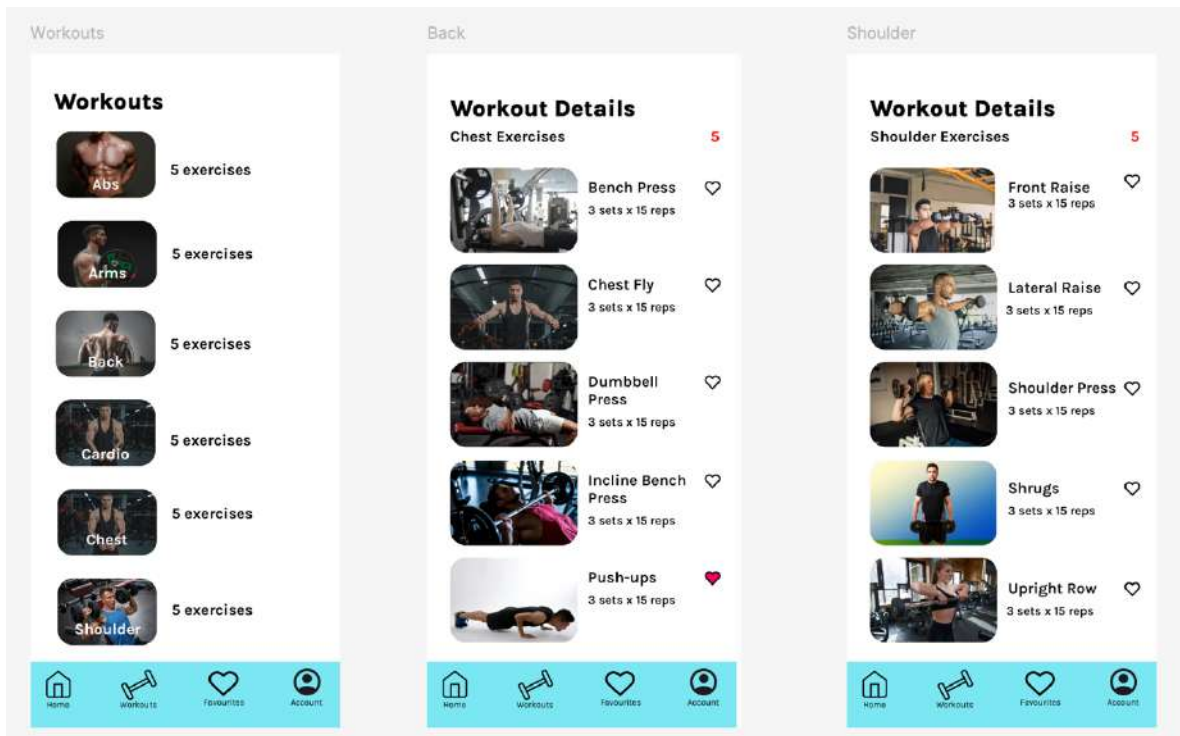 Workouts
Workouts
Abs
5 exercises
Arms
5 exercises
Back
5 exercises
Cardio
5 exercises
Chest
5 exercises
Shoulder
5 exercises
Home
Workouts
Favourites
Account
Back
Workout Details
Chest Exercises
5
Bench Press
3 sets x 15 reps
Chest Fly
3 sets x 15 reps
Dumbbell
Press
3 sets x 15 reps
Incline Bench
Press
3 sets x 15 reps
Push-ups
3 sets x 15 reps
Home
Workouts
Favourites
Account
Shoulder
Workout Details
Shoulder Exercises
5
Front Raise
3 sets x 15 reps
Lateral Raise
3 sets x 15 reps
Shoulder Press
3 sets x 15 reps
Shrugs
3 sets x 15 reps
Upright Row
3 sets x 15 reps
Home
Workouts
Favourites
Account